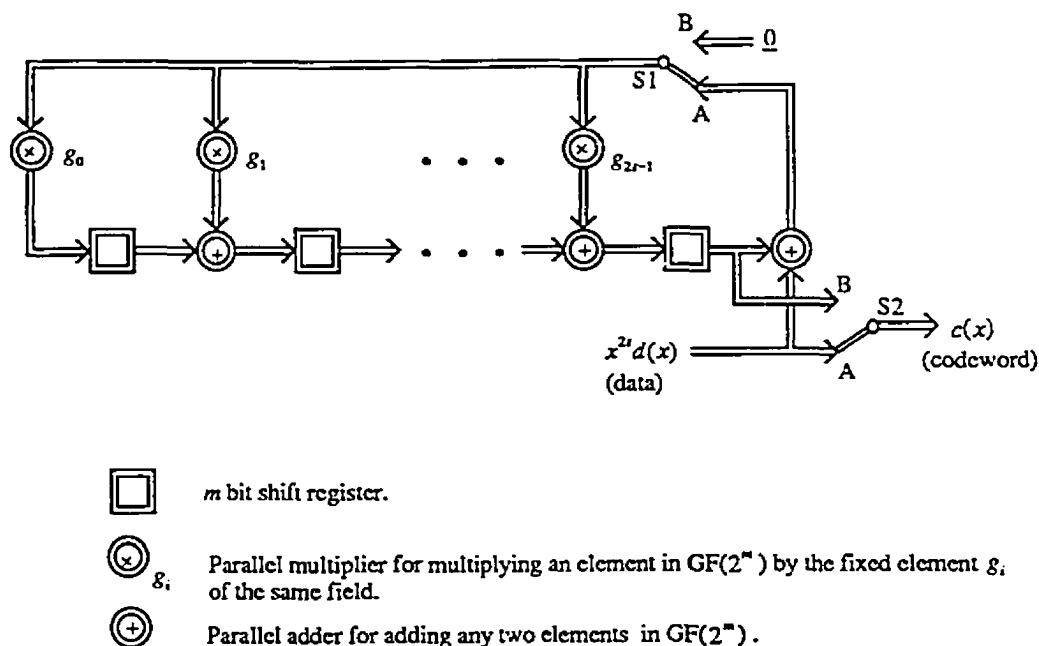 B
0
S1
A
g₀
g₁
• • •
g₂ₛ₋₁
• • •
B
S2
x²ˢd(x)
(data)
A
c(x)
(codeword)
m bit shift register.
gᵢ Parallel multiplier for multiplying an element in GF(2ᵐ) by the fixed element gᵢ
of the same field.
Parallel adder for adding any two elements in GF(2ᵐ).